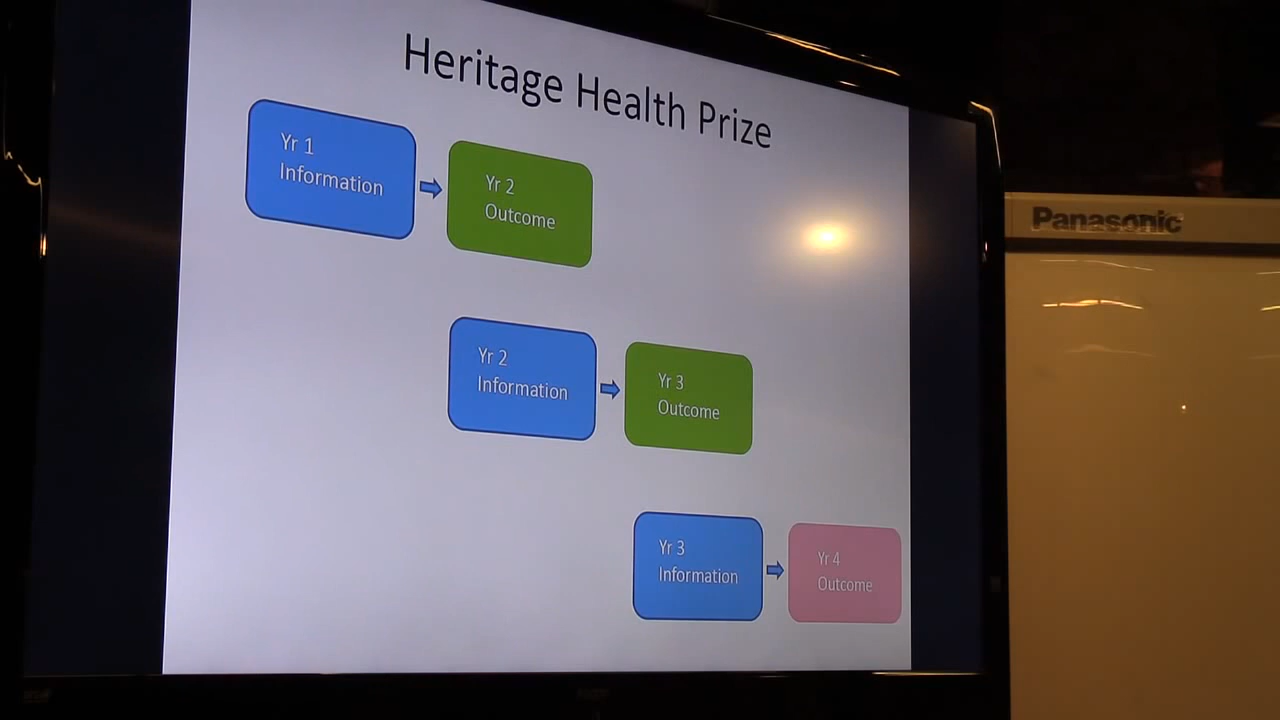 Heritage Health Prize
Yr 1
Information
Yr 2
Outcome
Yr 2
Information
Yr 3
Outcome
Yr 3
Information
Yr 4
Outcome
Panasonic